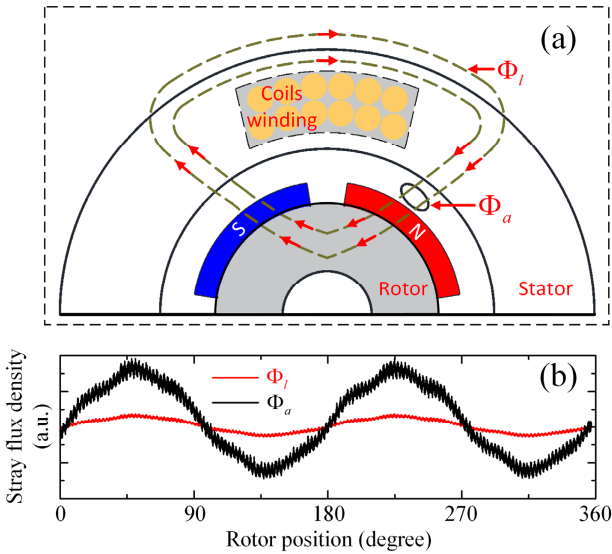 (a)
Φl
Coils
winding
Φa
S
N
Rotor
Stator
(b)
Φl
Φa
Stray flux density
(a.u.)
0
90
180
270
360
Rotor position (degree)